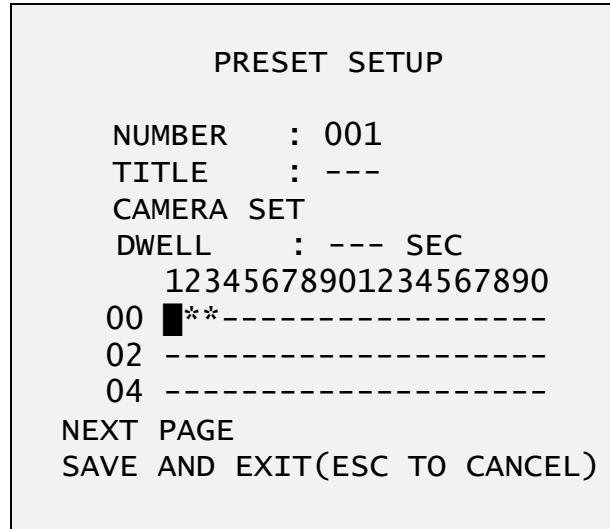 PRESET SETUP
NUMBER : 001
TITLE : ---
CAMERA SET
DWELL : --- SEC
12345678901234567890
00 █**-----------------
02 --------------------
04 --------------------
NEXT PAGE
SAVE AND EXIT(ESC TO CANCEL)